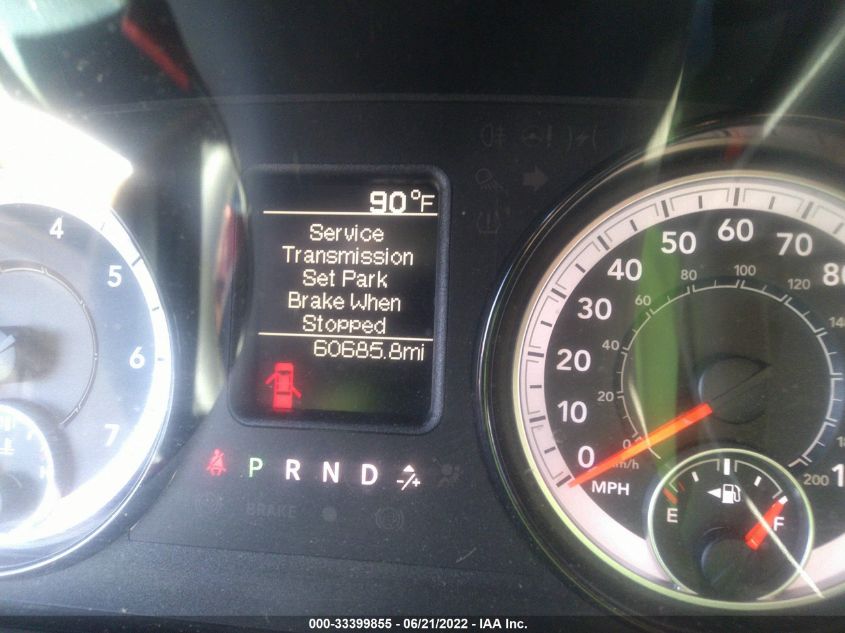 90°F
Service
Transmission
Set Park
Brake When
Stopped
60685.8mi
P R N D -/+
BRAKE
4
5
6
7
0
10
20
30
40
50
60
70
80
MPH
0
20
40
60
80
100
120
200
km/h
E
F
000-33399855 - 06/21/2022 - IAA Inc.